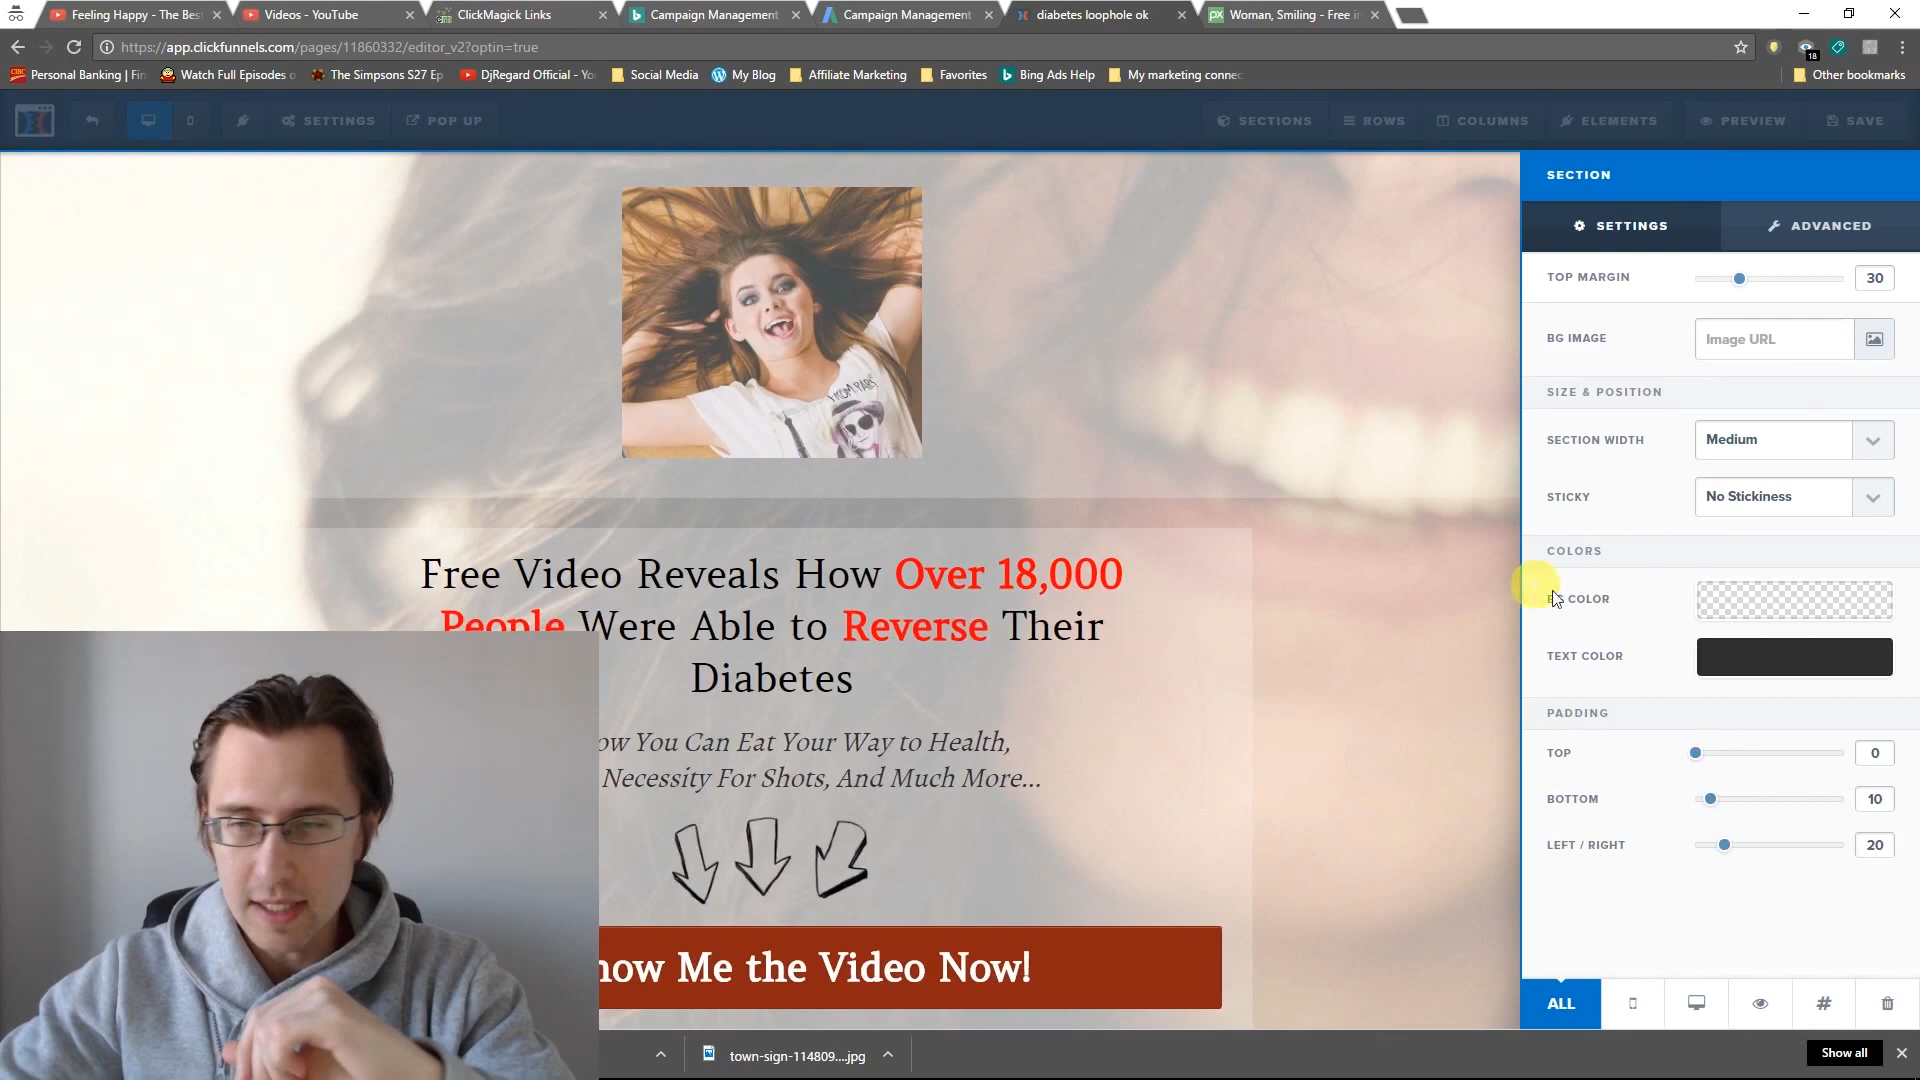 Feeling Happy - The Bes
Videos - YouTube
ClickMagick Links
Campaign Management
Campaign Management
diabetes loophole ok
Woman, Smiling - Free i
https://app.clickfunnels.com/pages/11860332/editor_v2?optin=true
18
Personal Banking | Fin
Watch Full Episodes o
The Simpsons S27 Ep
DjRegard Official - Yo
Social Media
My Blog
Affiliate Marketing
Favorites
Bing Ads Help
My marketing connec
Other bookmarks
SETTINGS
POP UP
SECTIONS
ROWS
COLUMNS
ELEMENTS
PREVIEW
SAVE
SECTION
SETTINGS
ADVANCED
TOP MARGIN
30
BG IMAGE
Image URL
SIZE & POSITION
SECTION WIDTH
Medium
STICKY
No Stickiness
COLORS
COLOR
TEXT COLOR
PADDING
TOP
0
BOTTOM
10
LEFT / RIGHT
20
ALL
Free Video Reveals How Over 18,000
People Were Able to Reverse Their
Diabetes
ow You Can Eat Your Way to Health,
Necessity For Shots, And Much More...
how Me the Video Now!
town-sign-114809....jpg
Show all